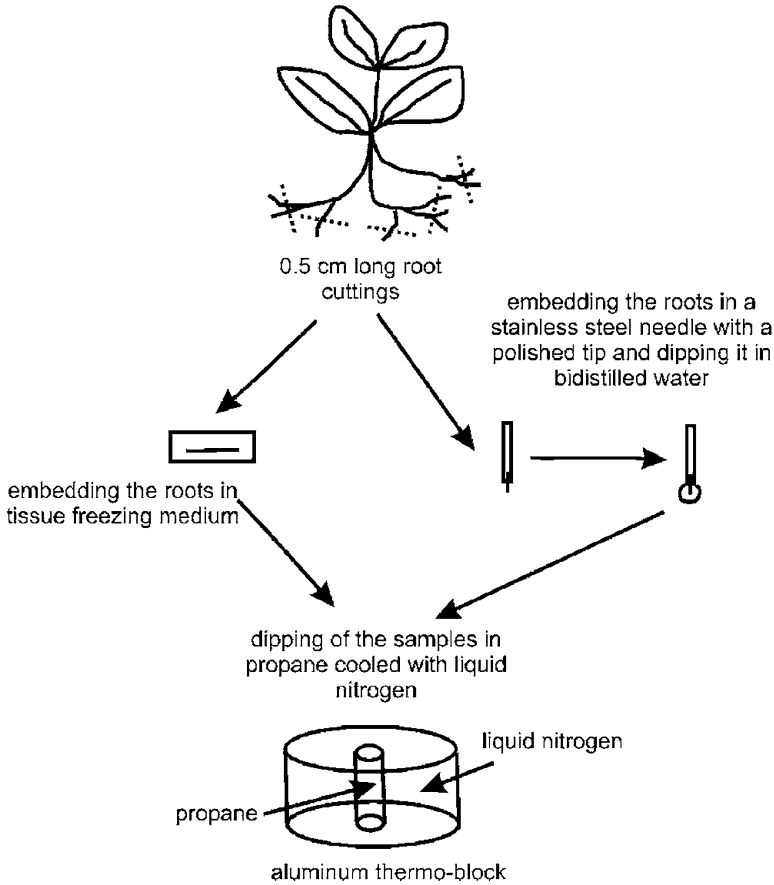 0.5 cm long root
cuttings
embedding the roots in a
stainless steel needle with a
polished tip and dipping it in
bidistilled water
embedding the roots in
tissue freezing medium
dipping of the samples in
propane cooled with liquid
nitrogen
liquid nitrogen
propane
aluminum thermo-block